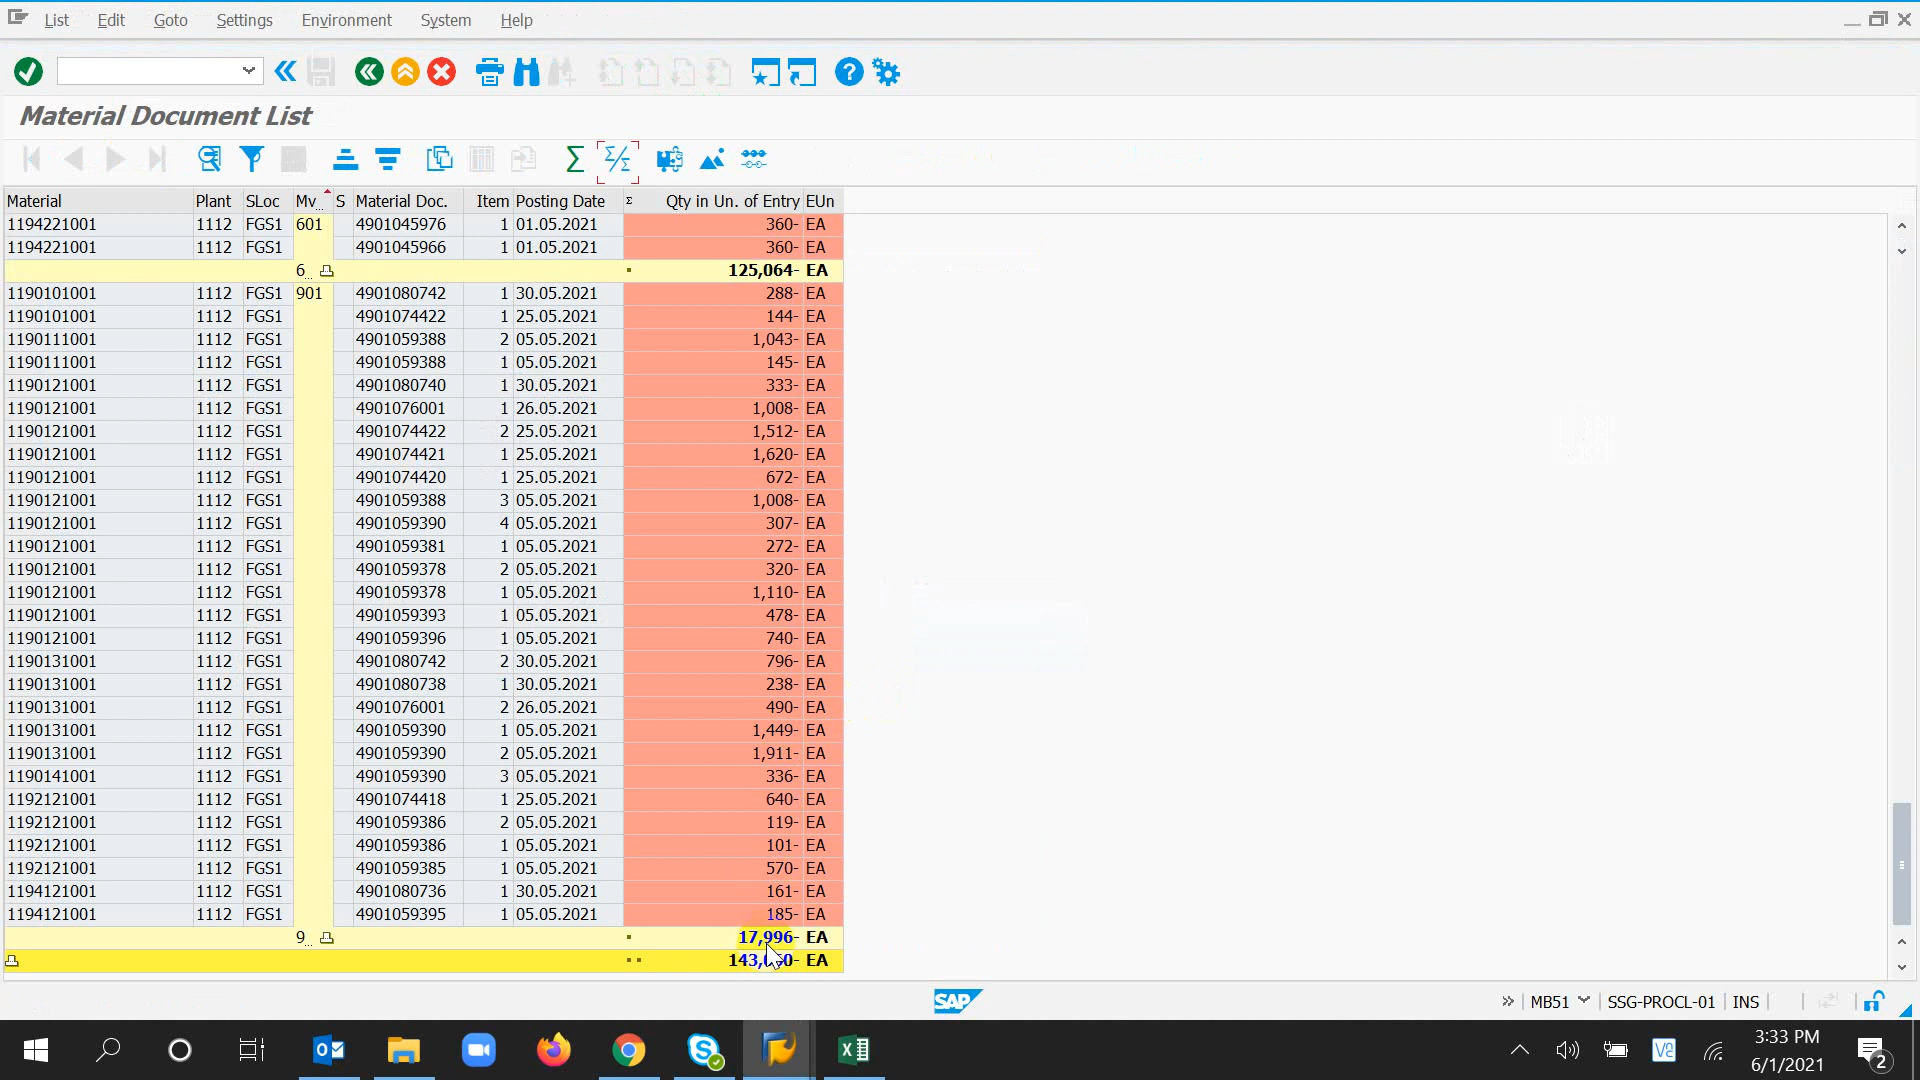 List Edit Goto Settings Environment System Help
Material Document List
Material Plant SLoc Mv... S Material Doc. Item Posting Date Σ Qty in Un. of Entry EUn
1194221001 1112 FGS1 601 4901045976 1 01.05.2021 360- EA
1194221001 1112 FGS1 4901045966 1 01.05.2021 360- EA
6... 125,064- EA
1190101001 1112 FGS1 901 4901080742 1 30.05.2021 288- EA
1190101001 1112 FGS1 4901074422 1 25.05.2021 144- EA
1190111001 1112 FGS1 4901059388 2 05.05.2021 1,043- EA
1190111001 1112 FGS1 4901059388 1 05.05.2021 145- EA
1190121001 1112 FGS1 4901080740 1 30.05.2021 333- EA
1190121001 1112 FGS1 4901076001 1 26.05.2021 1,008- EA
1190121001 1112 FGS1 4901074422 2 25.05.2021 1,512- EA
1190121001 1112 FGS1 4901074421 1 25.05.2021 1,620- EA
1190121001 1112 FGS1 4901074420 1 25.05.2021 672- EA
1190121001 1112 FGS1 4901059388 3 05.05.2021 1,008- EA
1190121001 1112 FGS1 4901059390 4 05.05.2021 307- EA
1190121001 1112 FGS1 4901059381 1 05.05.2021 272- EA
1190121001 1112 FGS1 4901059378 2 05.05.2021 320- EA
1190121001 1112 FGS1 4901059378 1 05.05.2021 1,110- EA
1190121001 1112 FGS1 4901059393 1 05.05.2021 478- EA
1190121001 1112 FGS1 4901059396 1 05.05.2021 740- EA
1190131001 1112 FGS1 4901080742 2 30.05.2021 796- EA
1190131001 1112 FGS1 4901080738 1 30.05.2021 238- EA
1190131001 1112 FGS1 4901076001 2 26.05.2021 490- EA
1190131001 1112 FGS1 4901059390 1 05.05.2021 1,449- EA
1190131001 1112 FGS1 4901059390 2 05.05.2021 1,911- EA
1190141001 1112 FGS1 4901059390 3 05.05.2021 336- EA
1192121001 1112 FGS1 4901074418 1 25.05.2021 640- EA
1192121001 1112 FGS1 4901059386 2 05.05.2021 119- EA
1192121001 1112 FGS1 4901059386 1 05.05.2021 101- EA
1192121001 1112 FGS1 4901059385 1 05.05.2021 570- EA
1194121001 1112 FGS1 4901080736 1 30.05.2021 161- EA
1194121001 1112 FGS1 4901059395 1 05.05.2021 185- EA
9... 17,996- EA
EA
SAP MB51 SSG-PROCL-01 INS
3:33 PM
6/1/2021
2